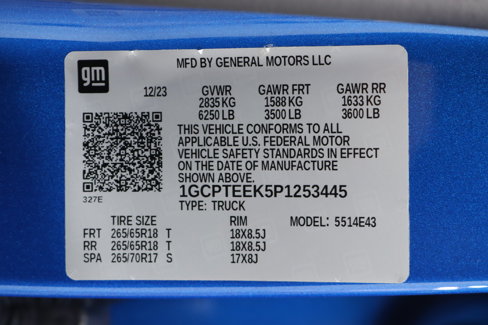 gm
MFD BY GENERAL MOTORS LLC
12/23 GVWR GAWR FRT GAWR RR
2835 KG 1588 KG 1633 KG
6250 LB 3500 LB 3600 LB
THIS VEHICLE CONFORMS TO ALL
APPLICABLE U.S. FEDERAL MOTOR
VEHICLE SAFETY STANDARDS IN EFFECT
ON THE DATE OF MANUFACTURE
SHOWN ABOVE.
1GCPTEEK5P1253445
327E
TYPE: TRUCK
TIRE SIZE RIM MODEL: 5514E43
FRT 265/65R18 T 18X8.5J
RR 265/65R18 T 18X8.5J
SPA 265/70R17 S 17X8J